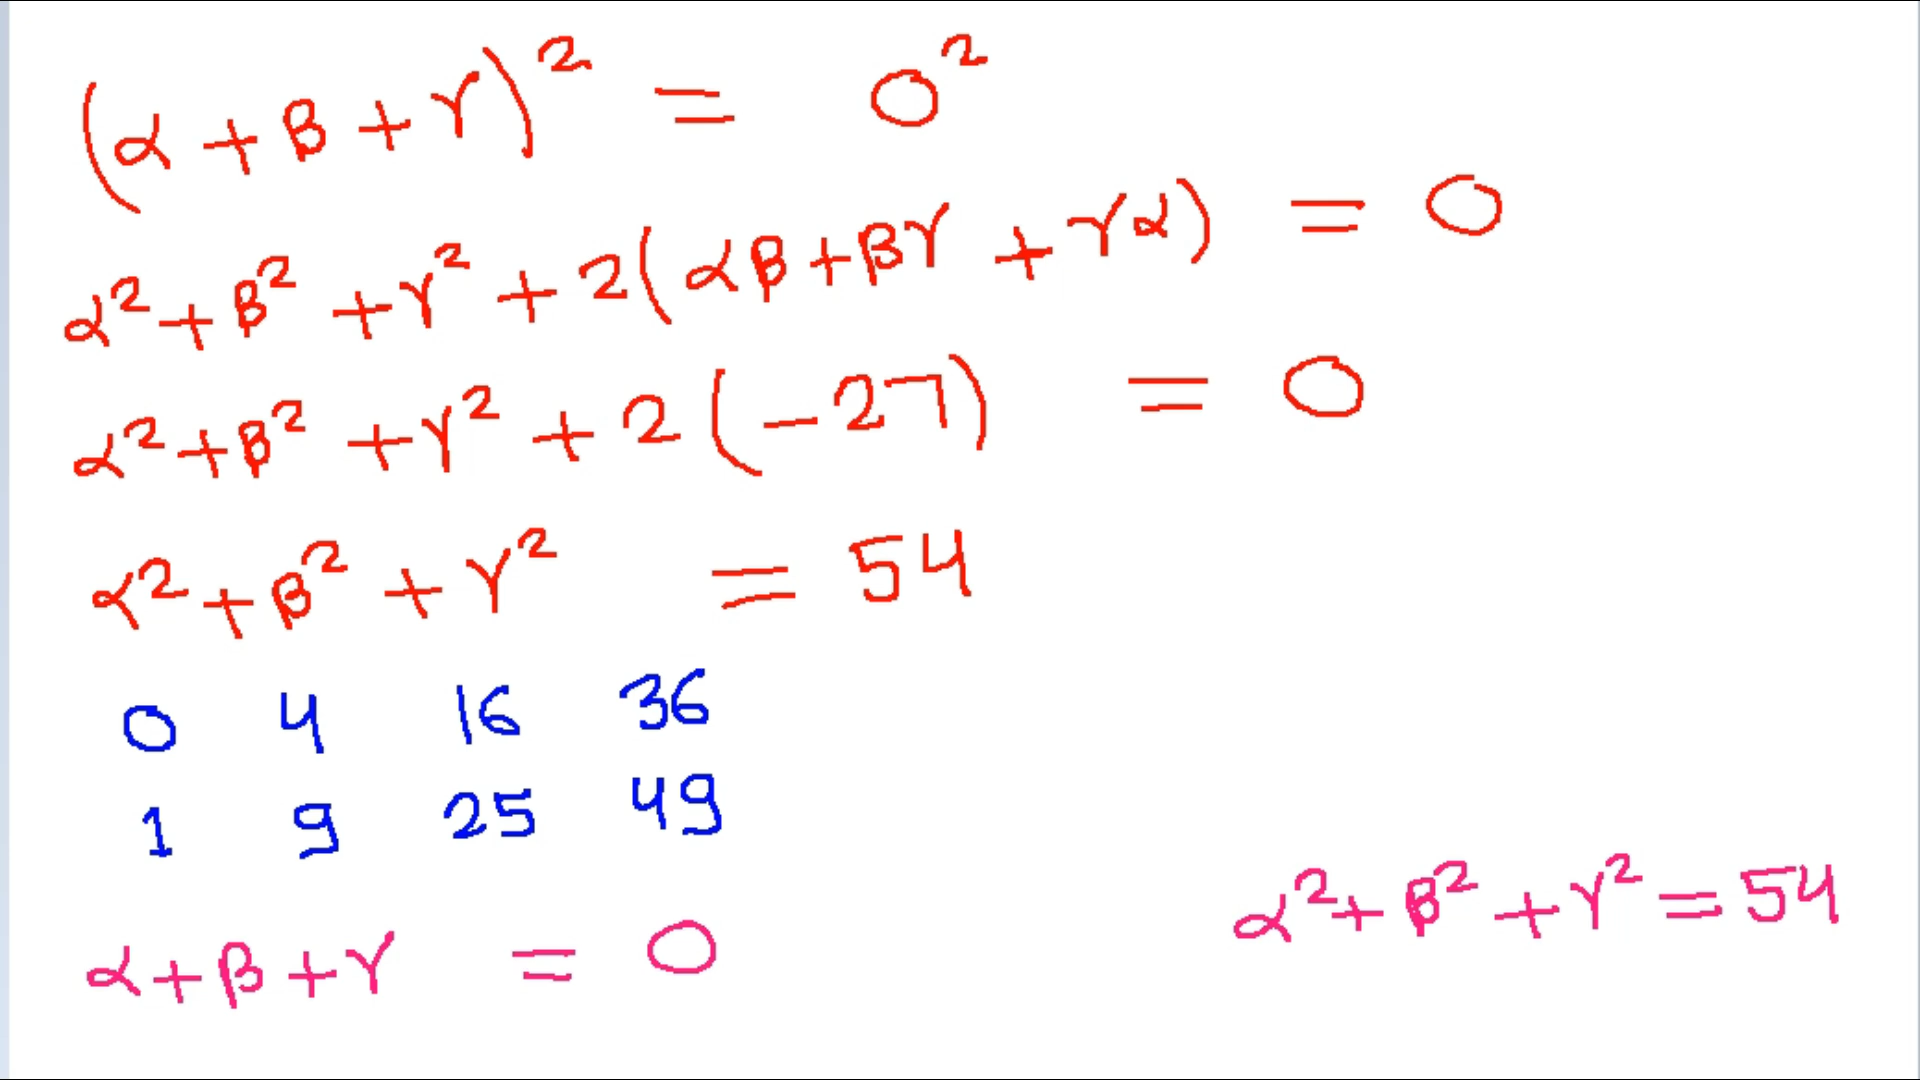 (α + β + γ)² = 0²
α² + β² + γ² + 2(αβ + βγ + γα) = 0
α² + β² + γ² + 2(-27) = 0
α² + β² + γ² = 54
0 4 16 36
1 9 25 49
α² + β² + γ² = 54
α + β + γ = 0